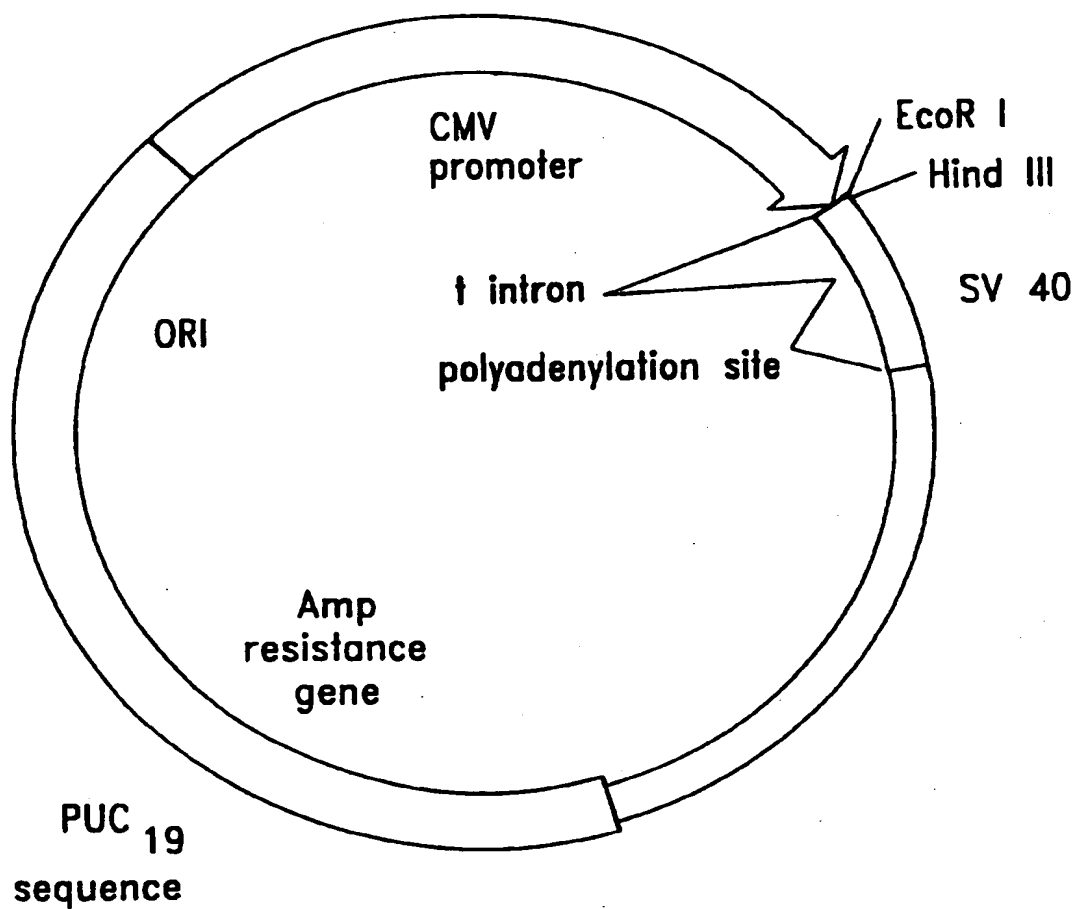 CMV
promoter
EcoR I
Hind III
t intron
SV 40
ORI
polyadenylation site
Amp
resistance
gene
PUC 19
sequence